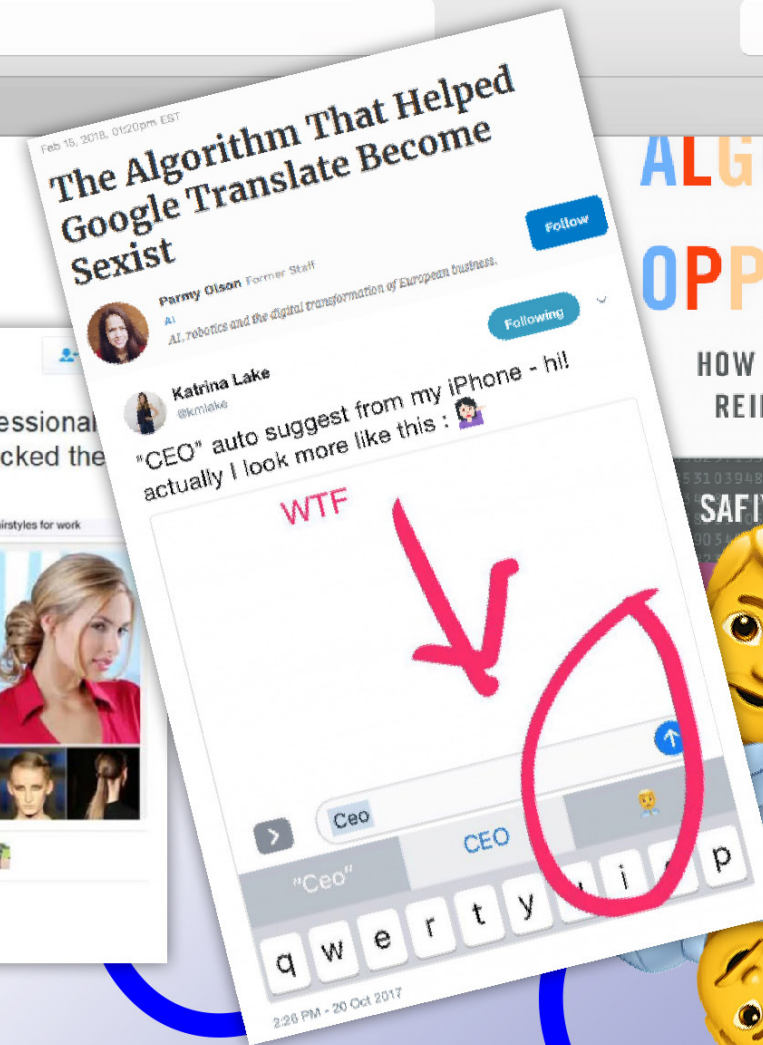 Feb 15, 2018, 01:20pm EST
The Algorithm That Helped
Google Translate Become
Sexist
Follow
Parmy Olson Former Staff
AI
AI, robotics and the digital transformation of European business.
Following
Katrina Lake
@kmlake
"CEO" auto suggest from my iPhone - hi!
actually I look more like this :
WTF
Ceo
"Ceo" CEO
q w e r t y i p
2:26 PM - 20 Oct 2017
essional
cked the
irstyles for work
ALG
OPP
HOW
REI
SAFIY